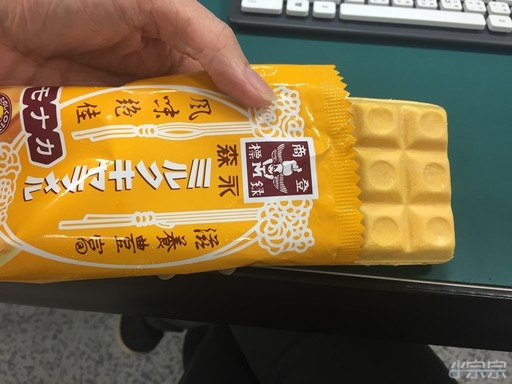 登録
商標
滋養豊富
風味絶佳
森永
ミルクキャラメル
モナカ